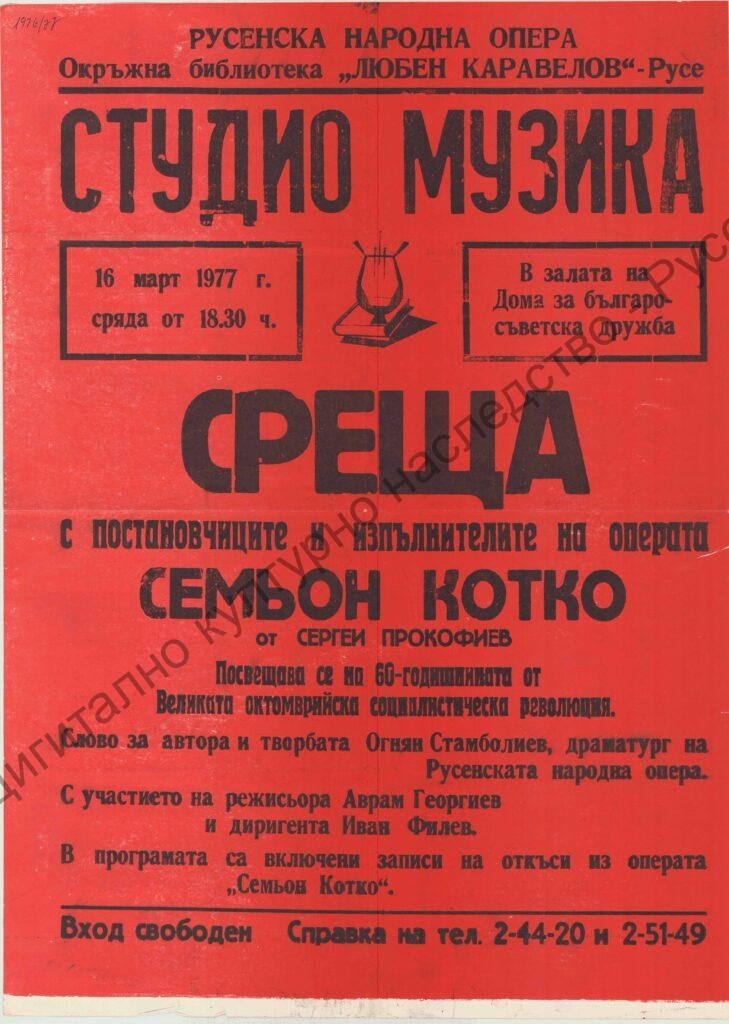 1976/77
РУСЕНСКА НАРОДНА ОПЕРА
Окръжна библиотека „ЛЮБЕН КАРАВЕЛОВ“-Русе
СТУДИО МУЗИКА
16 март 1977 г.
сряда от 18.30 ч.
В залата на
Дома за българо-
съветска дружба
СРЕЩА
с постановчиците и изпълнителите на операта
СЕМЬОН КОТКО
от СЕРГЕИ ПРОКОФИЕВ
Посвещава се на 60-годишнината от
Великата октомврийска социалистическа революция.
Слово за автора и творбата Огнян Стамболиев, драматург на
Русенската народна опера.
С участието на режисьора Аврам Георгиев
и диригента Иван Филев.
В програмата са включени записи на откъси из операта
„Семьон Котко“.
Вход свободен Справка на тел. 2-44-20 и 2-51-49
Дигитално културно наследство - Русе